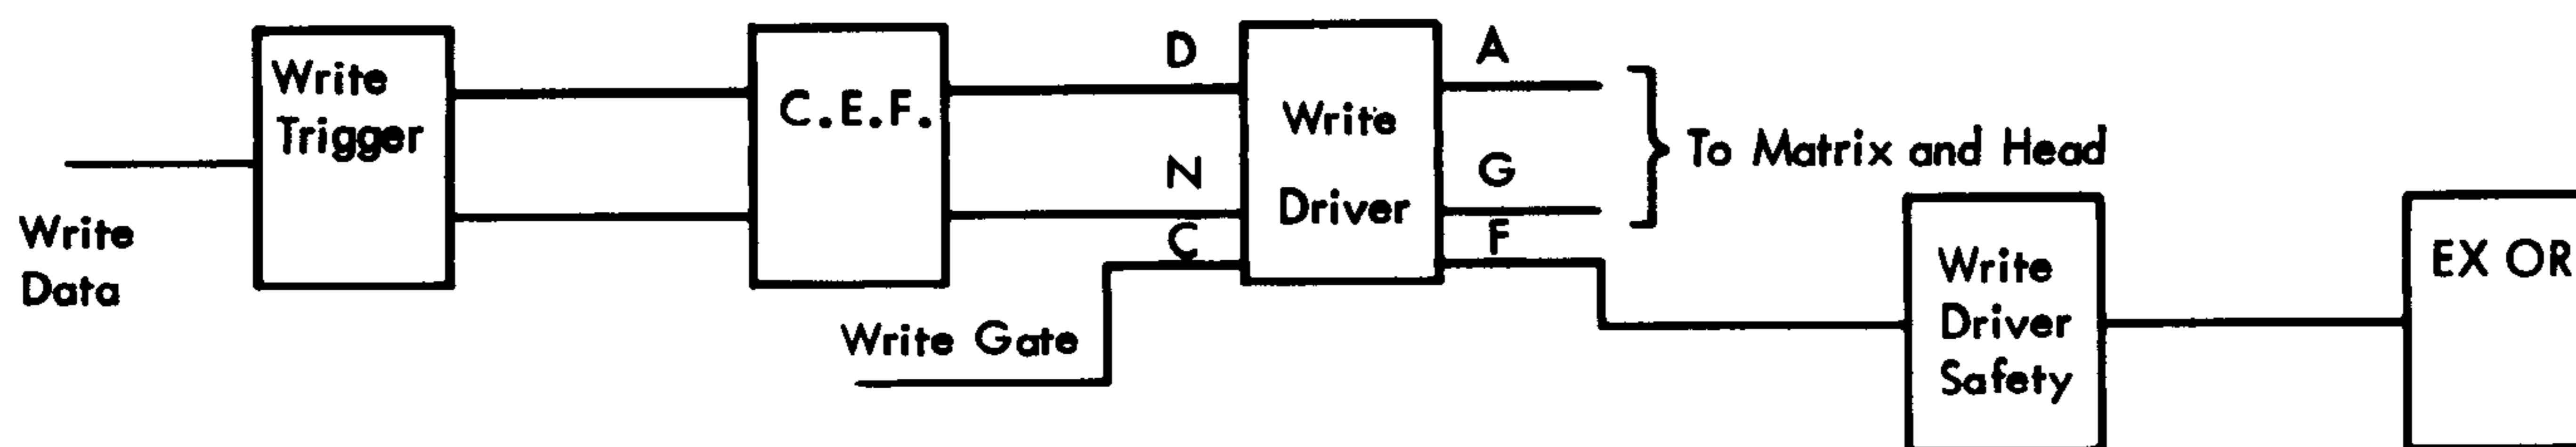 Write
Trigger
Write
Data
C.E.F.
D
N
C
Write Gate
Write
Driver
A
G
F
To Matrix and Head
Write
Driver
Safety
EX OR